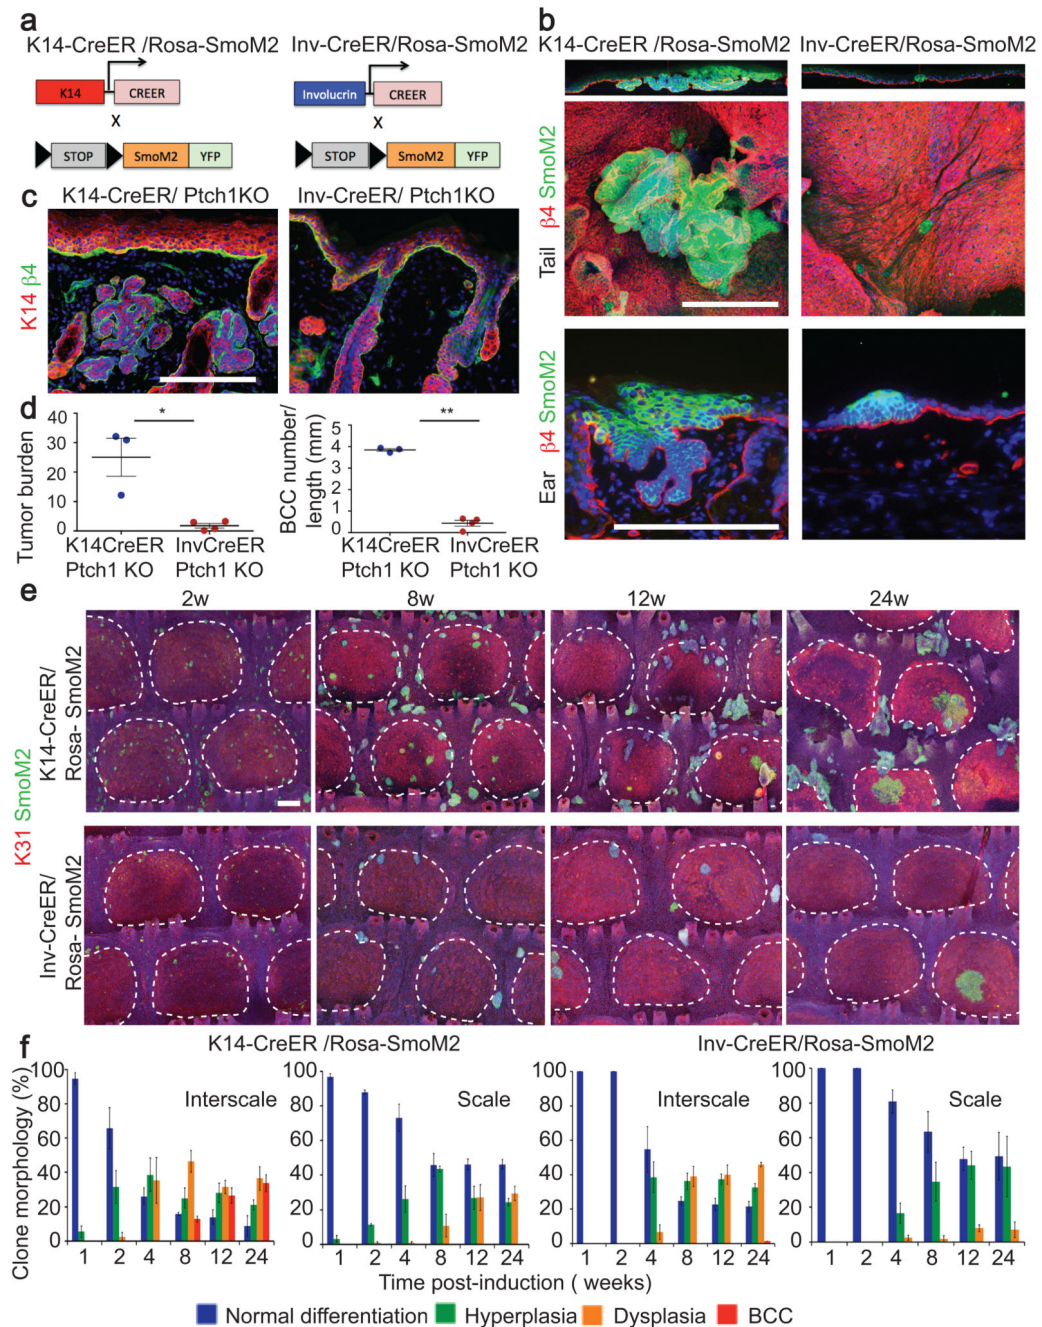 a
K14-CreER /Rosa-SmoM2
Inv-CreER/Rosa-SmoM2
K14
CREER
Involucrin
CREER
X
X
STOP
SmoM2
YFP
STOP
SmoM2
YFP
b
K14-CreER /Rosa-SmoM2
Inv-CreER/Rosa-SmoM2
Tail β4 SmoM2
Ear β4 SmoM2
c
K14-CreER/ Ptch1KO
Inv-CreER/ Ptch1KO
K14 β4
d
Tumor burden
40
30
20
10
0
*
K14CreER
Ptch1 KO
InvCreER
Ptch1 KO
BCC number/
length (mm)
5
4
3
2
1
0
**
K14CreER
Ptch1 KO
InvCreER
Ptch1 KO
e
2w
8w
12w
24w
K31 SmoM2
K14-CreER/
Rosa- SmoM2
Inv-CreER/
Rosa- SmoM2
f
K14-CreER /Rosa-SmoM2
Inv-CreER/Rosa-SmoM2
Clone morphology (%)
100
80
60
40
20
0
Interscale
1 2 4 8 12 24
100
80
60
40
20
0
Scale
1 2 4 8 12 24
100
80
60
40
20
0
Interscale
1 2 4 8 12 24
100
80
60
40
20
0
Scale
1 2 4 8 12 24
Time post-induction ( weeks)
Normal differentiation
Hyperplasia
Dysplasia
BCC